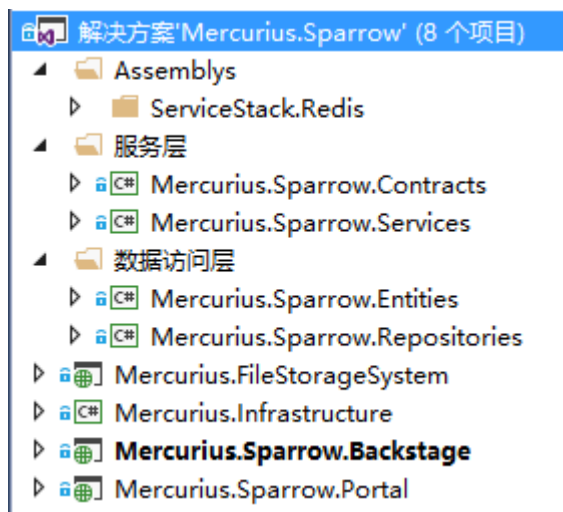 解决方案'Mercurius.Sparrow' (8 个项目)
Assemblys
ServiceStack.Redis
服务层
C# Mercurius.Sparrow.Contracts
C# Mercurius.Sparrow.Services
数据访问层
C# Mercurius.Sparrow.Entities
C# Mercurius.Sparrow.Repositories
Mercurius.FileStorageSystem
C# Mercurius.Infrastructure
Mercurius.Sparrow.Backstage
Mercurius.Sparrow.Portal